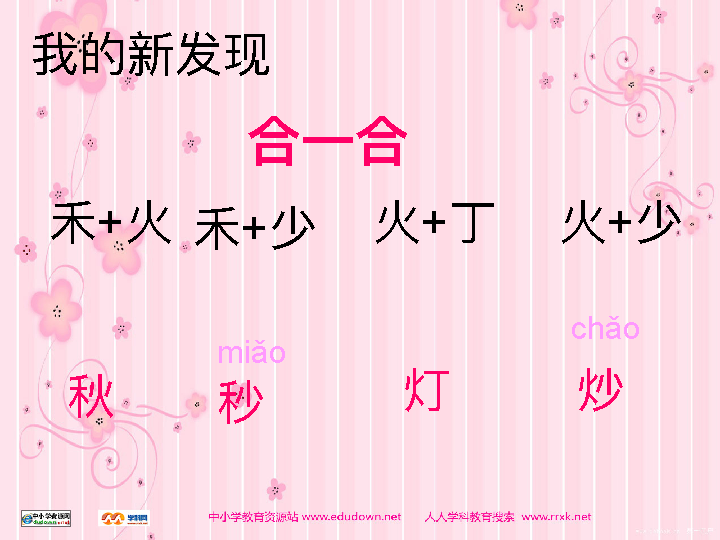 我的新发现
合一合
禾+火 禾+少 火+丁 火+少
miǎo chǎo
秋 秒 灯 炒
中小学教育资源站 www.edudown.net 人人学科教育搜索 www.rrxk.net